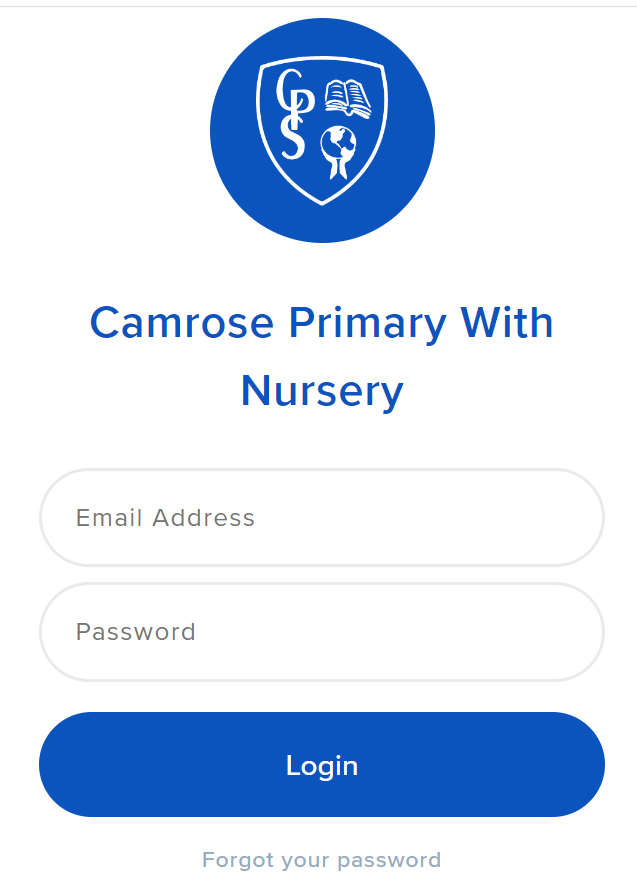 CPS
Camrose Primary With
Nursery
Email Address
Password
Login
Forgot your password